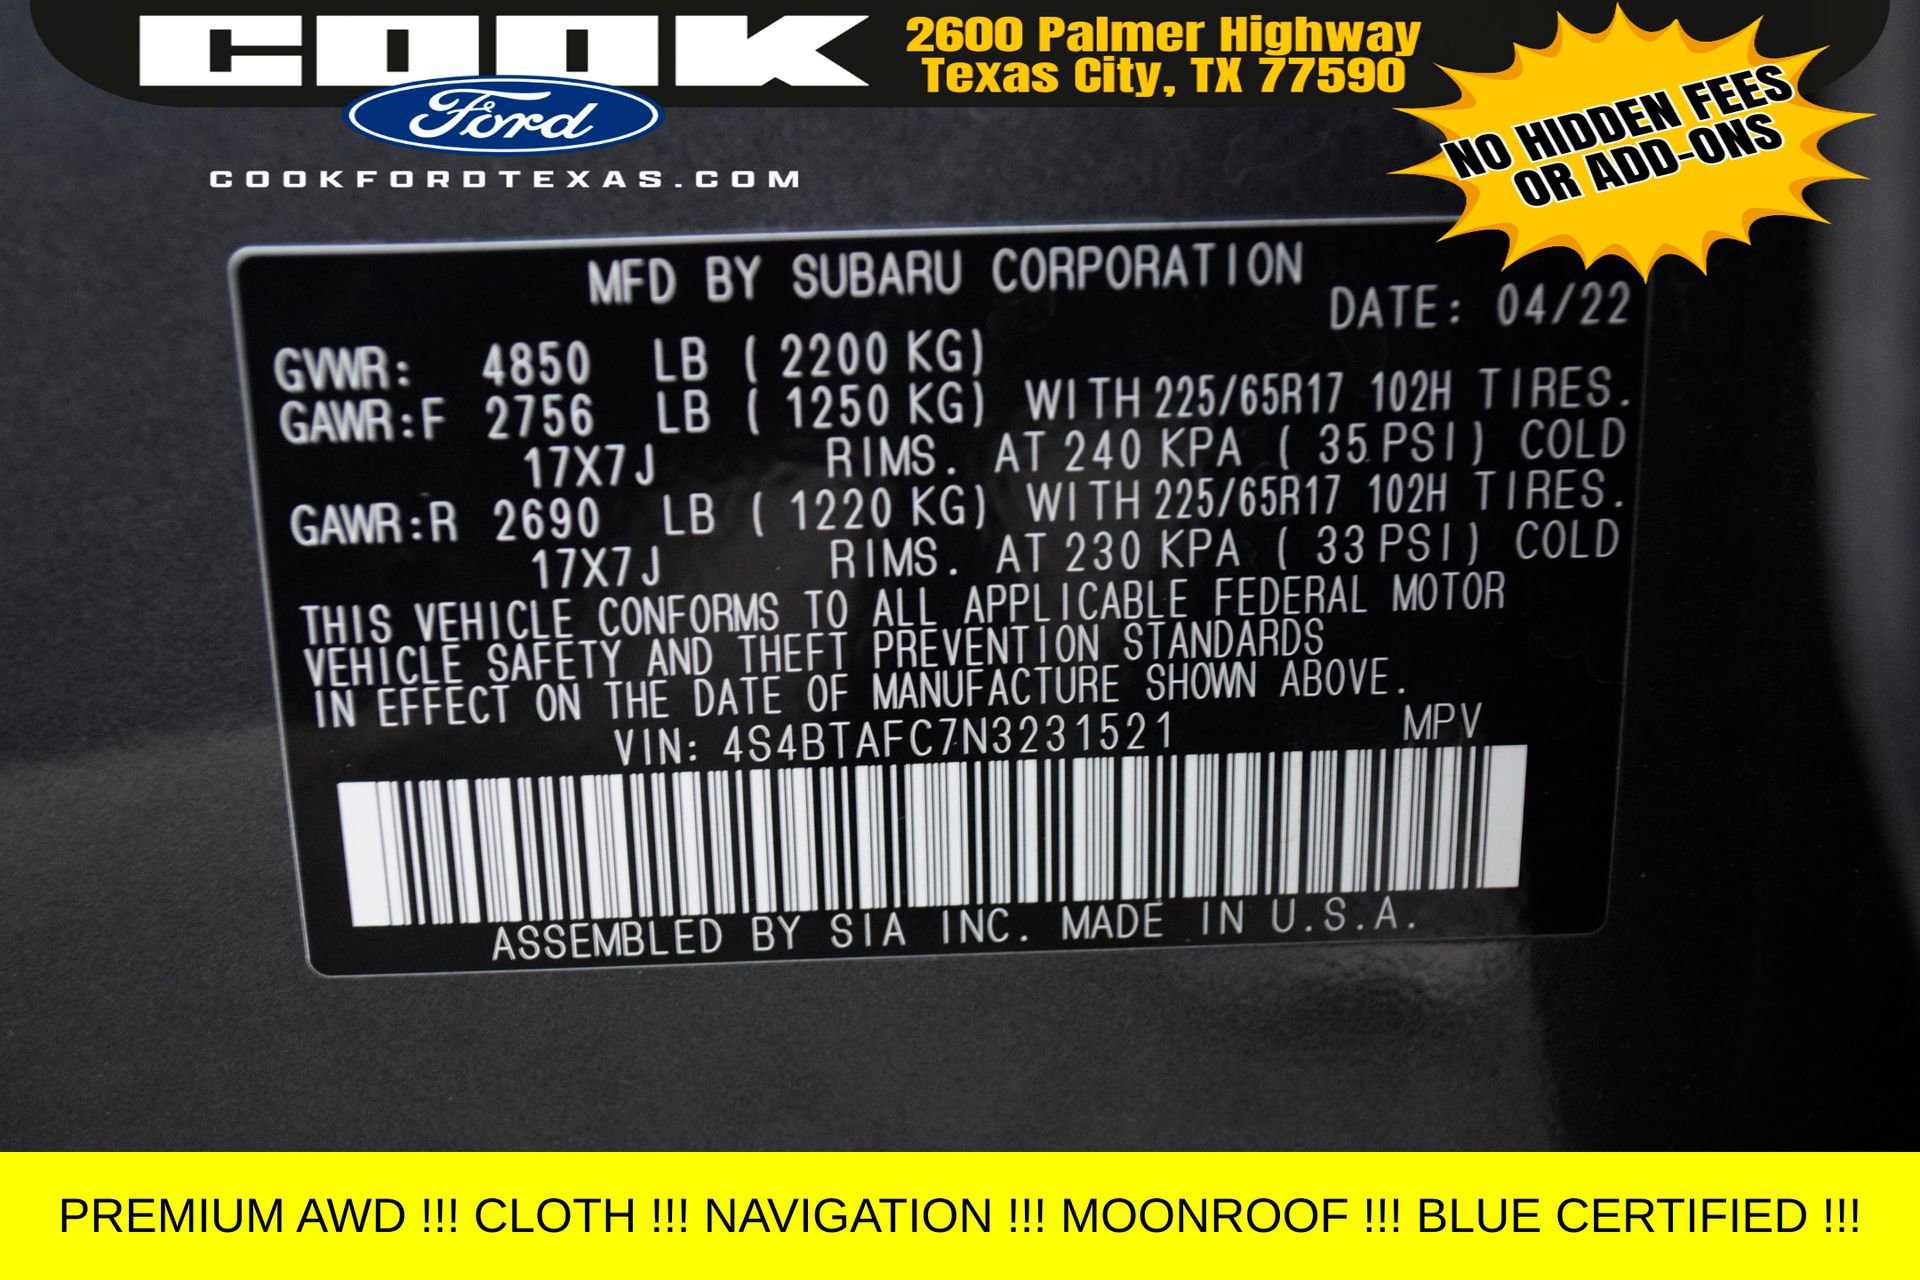 COOK
Ford
COOKFORDTEXAS.COM
2600 Palmer Highway
Texas City, TX 77590
NO HIDDEN FEES
OR ADD-ONS
MFD BY SUBARU CORPORATION
DATE: 04/22
GVWR: 4850 LB ( 2200 KG)
GAWR:F 2756 LB ( 1250 KG) WITH 225/65R17 102H TIRES.
17X7J RIMS. AT 240 KPA ( 35 PSI) COLD
GAWR:R 2690 LB ( 1220 KG) WITH 225/65R17 102H TIRES.
17X7J RIMS. AT 230 KPA ( 33 PSI) COLD
THIS VEHICLE CONFORMS TO ALL APPLICABLE FEDERAL MOTOR
VEHICLE SAFETY AND THEFT PREVENTION STANDARDS
IN EFFECT ON THE DATE OF MANUFACTURE SHOWN ABOVE.
VIN: 4S4BTAFC7N3231521 MPV
ASSEMBLED BY SIA INC. MADE IN U.S.A.
PREMIUM AWD !!! CLOTH !!! NAVIGATION !!! MOONROOF !!! BLUE CERTIFIED !!!